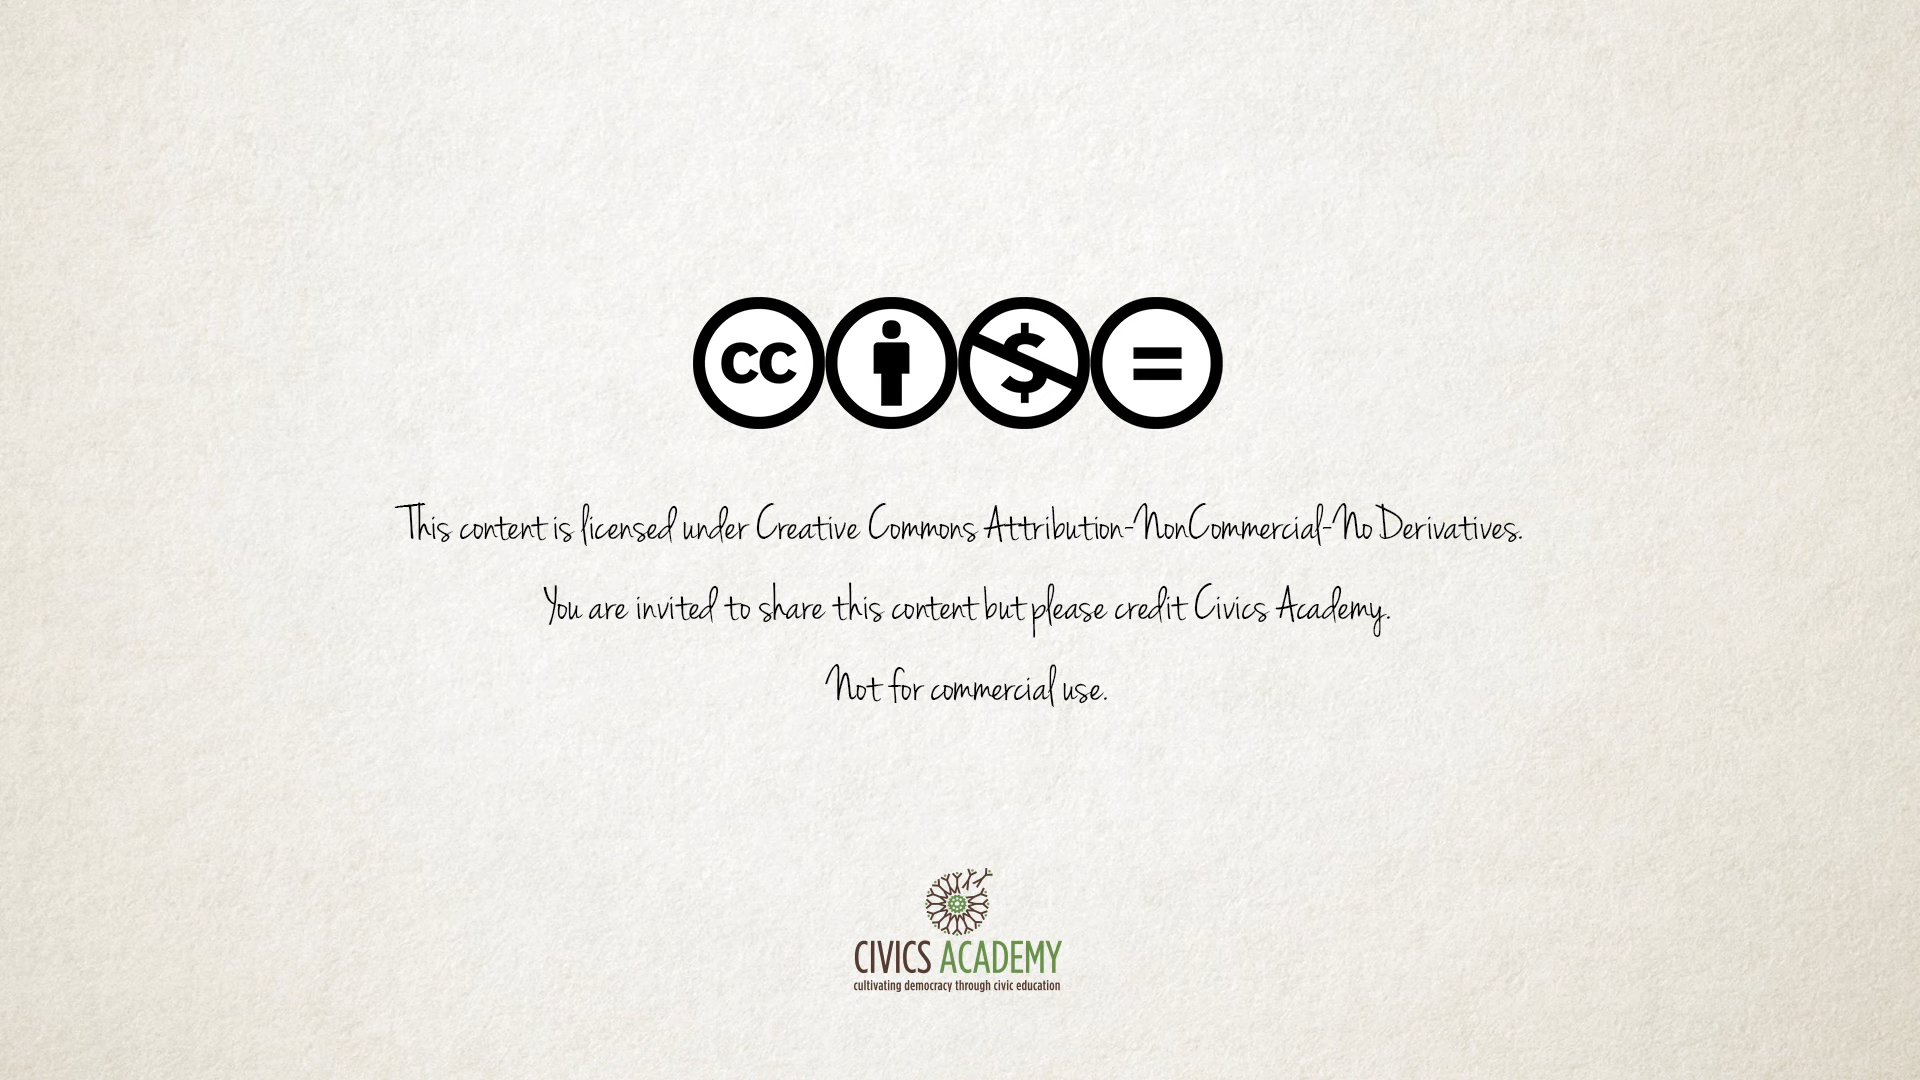 cc $ =
This content is licensed under Creative Commons Attribution-NonCommercial-No Derivatives.
You are invited to share this content but please credit Civics Academy.
Not for commercial use.
CIVICS ACADEMY
cultivating democracy through civic education